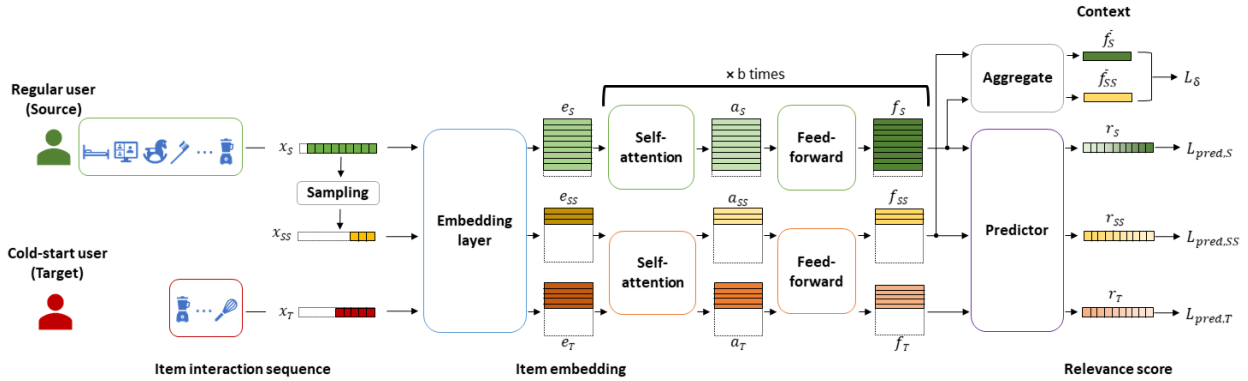 Context
f̌_S
× b times
Aggregate
f̌_SS
L_δ
Regular user
(Source)
e_S
a_S
f_S
r_S
x_S
Self-
attention
Feed-
forward
L_pred,S
Sampling
e_SS
a_SS
f_SS
x_SS
Embedding
layer
Predictor
r_SS
L_pred,SS
Cold-start user
(Target)
Self-
attention
Feed-
forward
x_T
r_T
L_pred,T
e_T
a_T
f_T
Item interaction sequence
Item embedding
Relevance score